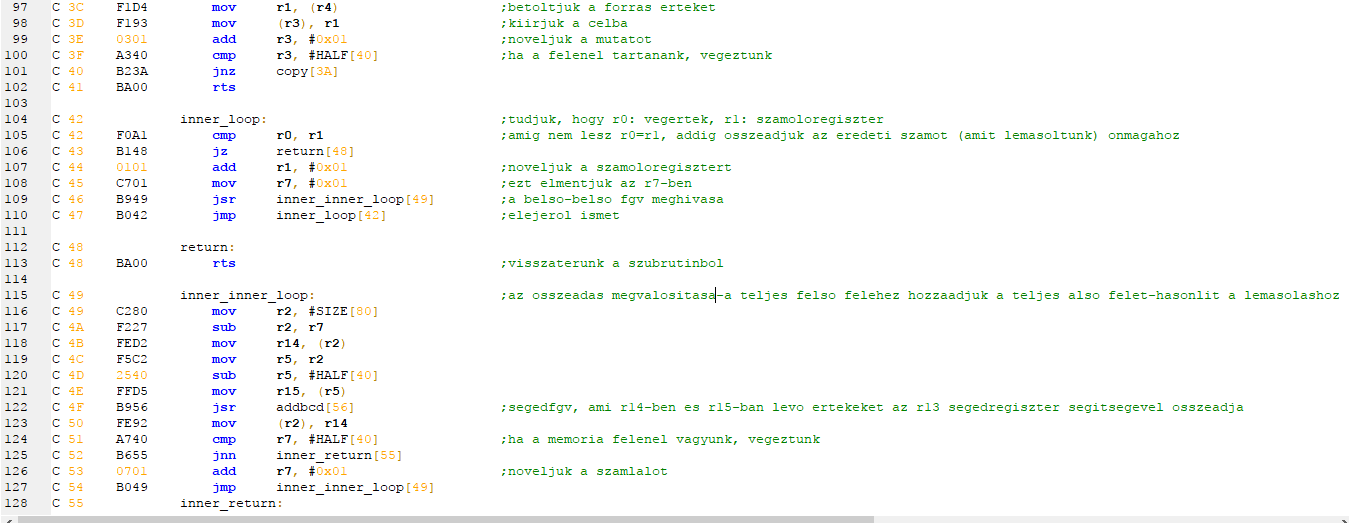 97 C 3C F1D4 mov r1, (r4) ;betoltjuk a forras erteket
98 C 3D F193 mov (r3), r1 ;kiirjuk a celba
99 C 3E 0301 add r3, #0x01 ;noveljuk a mutatot
100 C 3F A340 cmp r3, #HALF[40] ;ha a felenel tartanank, vegeztunk
101 C 40 B23A jnz copy[3A]
102 C 41 BA00 rts
103
104 C 42 inner_loop: ;tudjuk, hogy r0: vegertek, r1: szamoloregiszter
105 C 42 F0A1 cmp r0, r1 ;amig nem lesz r0=r1, addig osszeadjuk az eredeti szamot (amit lemasoltunk) onmagahoz
106 C 43 B148 jz return[48]
107 C 44 0101 add r1, #0x01 ;noveljuk a szamoloregisztert
108 C 45 C701 mov r7, #0x01 ;ezt elmentjuk az r7-ben
109 C 46 B949 jsr inner_inner_loop[49] ;a belso-belso fgv meghivasa
110 C 47 B042 jmp inner_loop[42] ;elejerol ismet
111
112 C 48 return:
113 C 48 BA00 rts ;visszaterunk a szubrutinbol
114
115 C 49 inner_inner_loop: ;az osszeadas megvalositasa-a teljes felso felehez hozzaadjuk a teljes also felet-hasonlit a lemasolashoz
116 C 49 C280 mov r2, #SIZE[80]
117 C 4A F227 sub r2, r7
118 C 4B FED2 mov r14, (r2)
119 C 4C F5C2 mov r5, r2
120 C 4D 2540 sub r5, #HALF[40]
121 C 4E FFD5 mov r15, (r5)
122 C 4F B956 jsr addbcd[56] ;segedfgv, ami r14-ben es r15-ban levo ertekeket az r13 segedregiszter segitsegevel osszeadja
123 C 50 FE92 mov (r2), r14
124 C 51 A740 cmp r7, #HALF[40] ;ha a memoria felenel vagyunk, vegeztunk
125 C 52 B655 jnn inner_return[55]
126 C 53 0701 add r7, #0x01 ;noveljuk a szamlalot
127 C 54 B049 jmp inner_inner_loop[49]
128 C 55 inner_return: